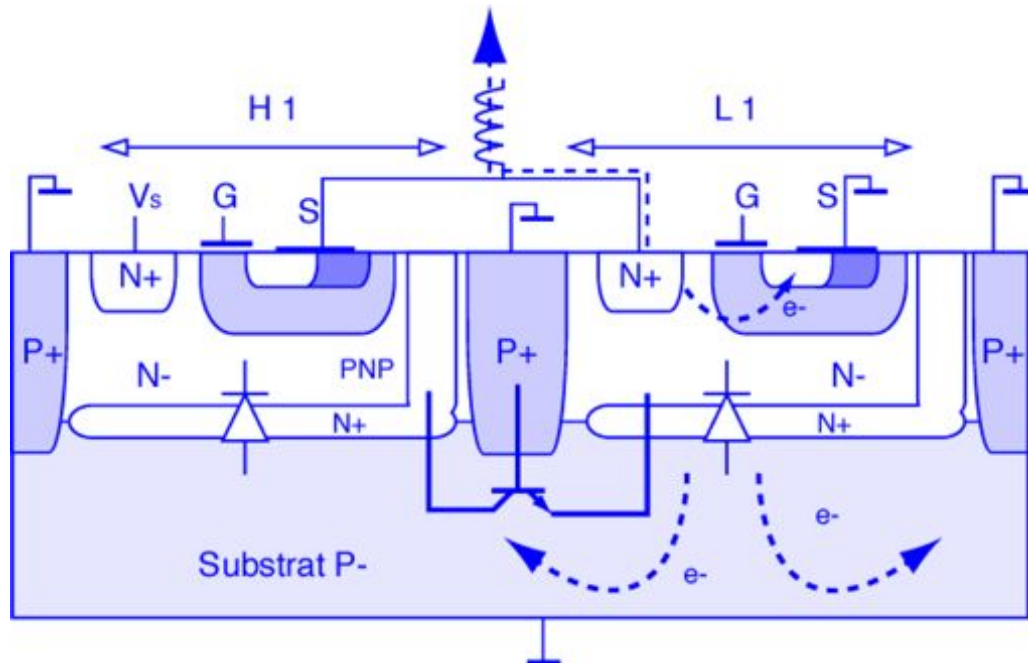 H 1
L 1
Vs
G
S
G
S
N+
N+
e-
P+
P+
P+
N-
PNP
N-
N+
N+
e-
Substrat P-
e-